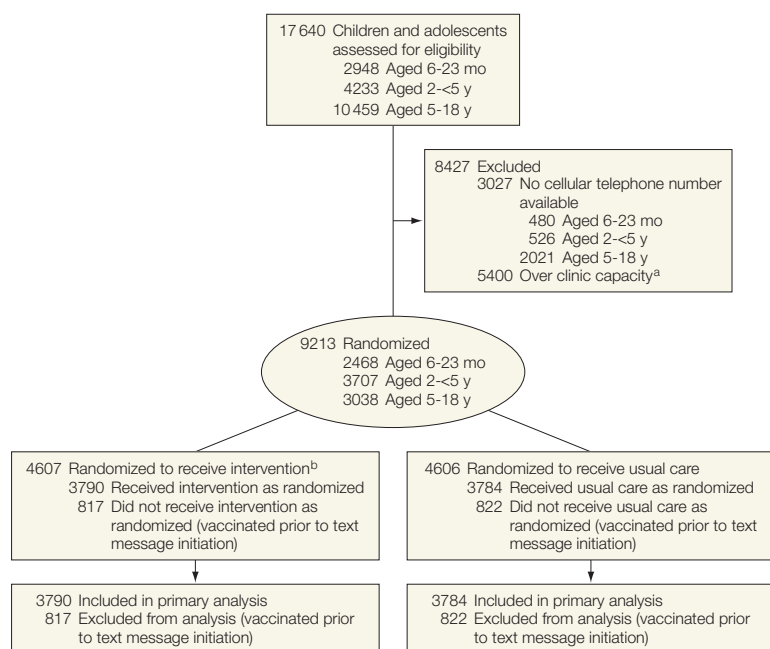 17 640 Children and adolescents
assessed for eligibility
2948 Aged 6-23 mo
4233 Aged 2-<5 y
10 459 Aged 5-18 y
8427 Excluded
3027 No cellular telephone number
available
480 Aged 6-23 mo
526 Aged 2-<5 y
2021 Aged 5-18 y
5400 Over clinic capacityᵃ
9213 Randomized
2468 Aged 6-23 mo
3707 Aged 2-<5 y
3038 Aged 5-18 y
4607 Randomized to receive interventionᵇ
3790 Received intervention as randomized
817 Did not receive intervention as
randomized (vaccinated prior to text
message initiation)
4606 Randomized to receive usual care
3784 Received usual care as randomized
822 Did not receive usual care as
randomized (vaccinated prior to text
message initiation)
3790 Included in primary analysis
817 Excluded from analysis (vaccinated prior
to text message initiation)
3784 Included in primary analysis
822 Excluded from analysis (vaccinated prior
to text message initiation)